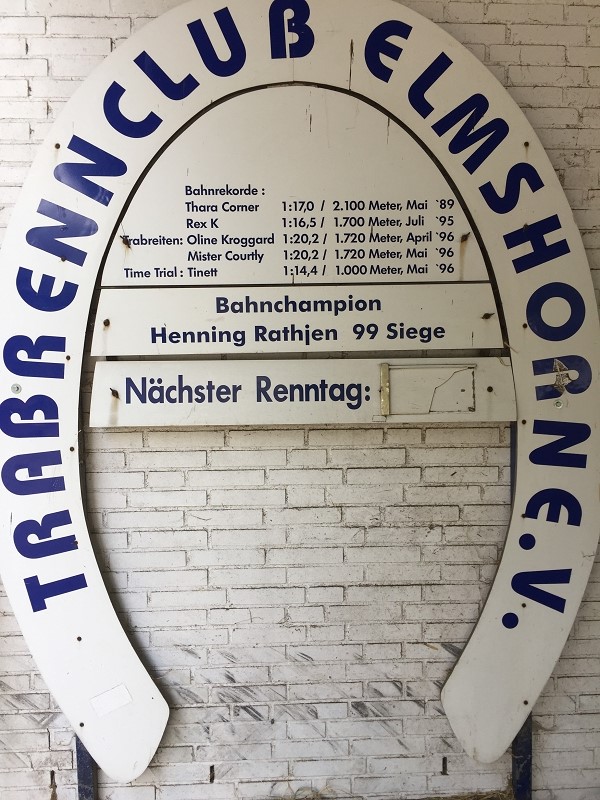 TRABRENNCLUB ELMSHORN E.V.
Bahnrekorde :
Thara Corner 1:17,0 / 2.100 Meter, Mai `89
Rex K 1:16,5 / 1.700 Meter, Juli `95
Trabreiten: Oline Kroggard 1:20,2 / 1.720 Meter, April `96
Mister Courtly 1:20,2 / 1.720 Meter, Mai `96
Time Trial : Tinett 1:14,4 / 1.000 Meter, Mai `96
Bahnchampion
Henning Rathjen 99 Siege
Nächster Renntag: